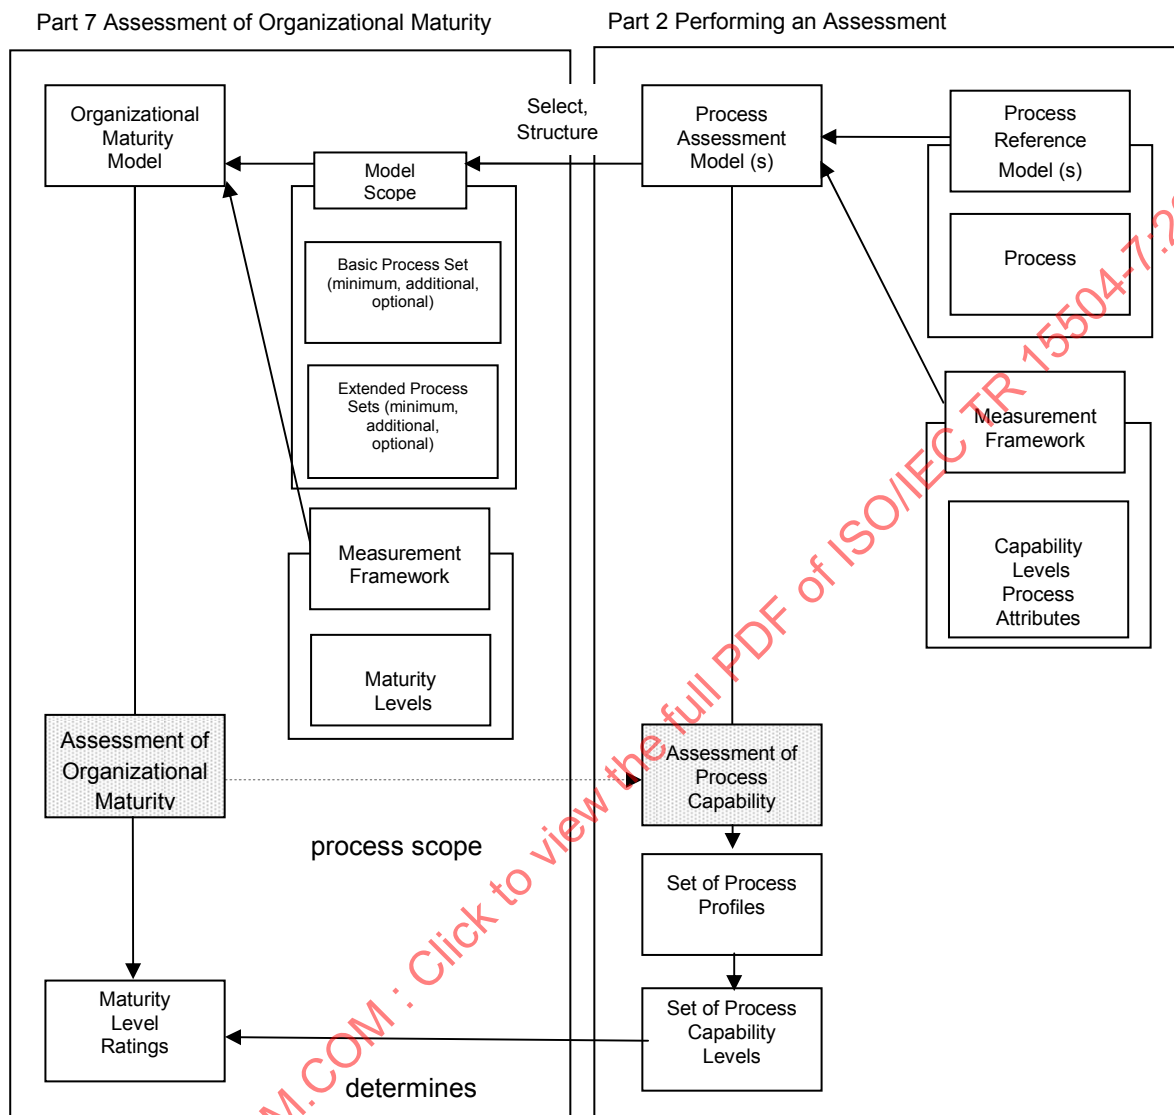 Part 7 Assessment of Organizational Maturity
Part 2 Performing an Assessment
Organizational
Maturity
Model
Select,
Structure
Model
Scope
Basic Process Set
(minimum, additional,
optional)
Extended Process
Sets (minimum,
additional,
optional)
Measurement
Framework
Maturity
Levels
Assessment of
Organizational
Maturity
process scope
Maturity
Level
Ratings
determines
Process
Assessment
Model (s)
Process
Reference
Model (s)
Process
Measurement
Framework
Capability
Levels
Process
Attributes
Assessment of
Process
Capability
Set of Process
Profiles
Set of Process
Capability
Levels
M.COM : Click to view the full PDF of ISO/IEC TR 15504-7:2